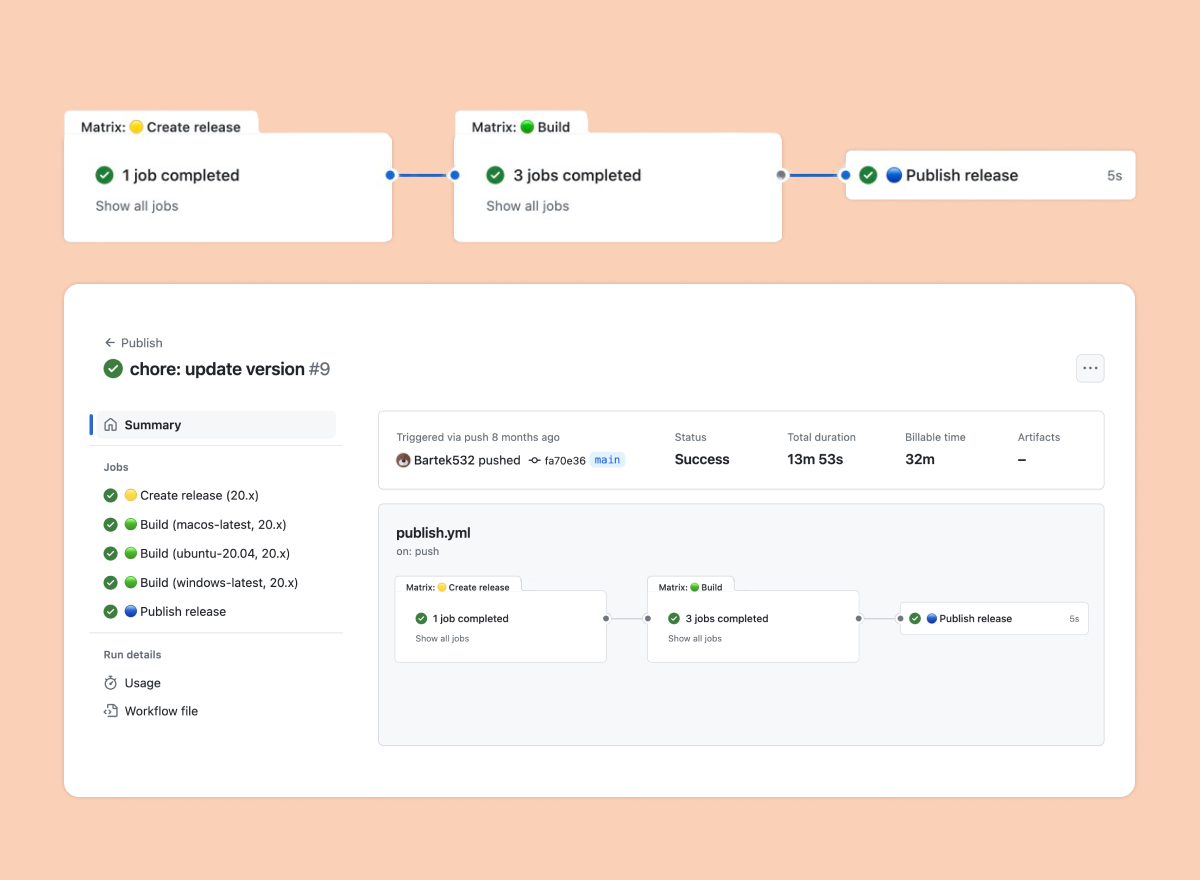 Matrix: 🟡 Create release
1 job completed
Show all jobs
Matrix: 🟢 Build
3 jobs completed
Show all jobs
🔵 Publish release 5s
← Publish
chore: update version #9
...
Summary
Jobs
🟡 Create release (20.x)
🟢 Build (macos-latest, 20.x)
🟢 Build (ubuntu-20.04, 20.x)
🟢 Build (windows-latest, 20.x)
🔵 Publish release
Run details
Usage
Workflow file
Triggered via push 8 months ago
Bartek532 pushed fa70e36 main
Status
Success
Total duration
13m 53s
Billable time
32m
Artifacts
–
publish.yml
on: push
Matrix: 🟡 Create release
1 job completed
Show all jobs
Matrix: 🟢 Build
3 jobs completed
Show all jobs
🔵 Publish release 5s